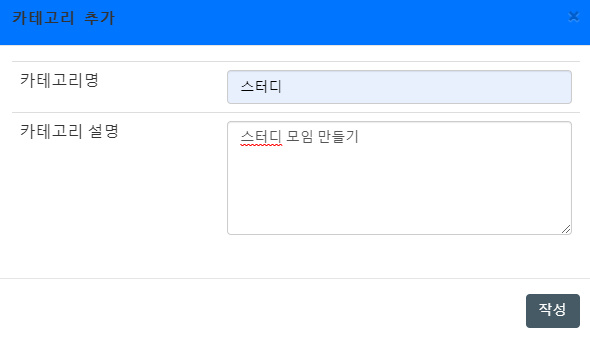 카테고리 추가
×
카테고리명
스터디
카테고리 설명
스터디 모임 만들기
작성